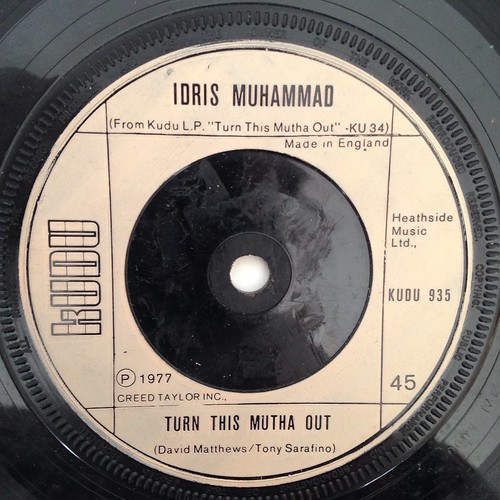 IDRIS MUHAMMAD
(From Kudu L.P. "Turn This Mutha Out" -KU 34)
Made in England
KUDU
Heathside
Music
Ltd.,
KUDU 935
Ⓟ 1977
CREED TAYLOR INC.,
45
TURN THIS MUTHA OUT
(David Matthews/Tony Sarafino)